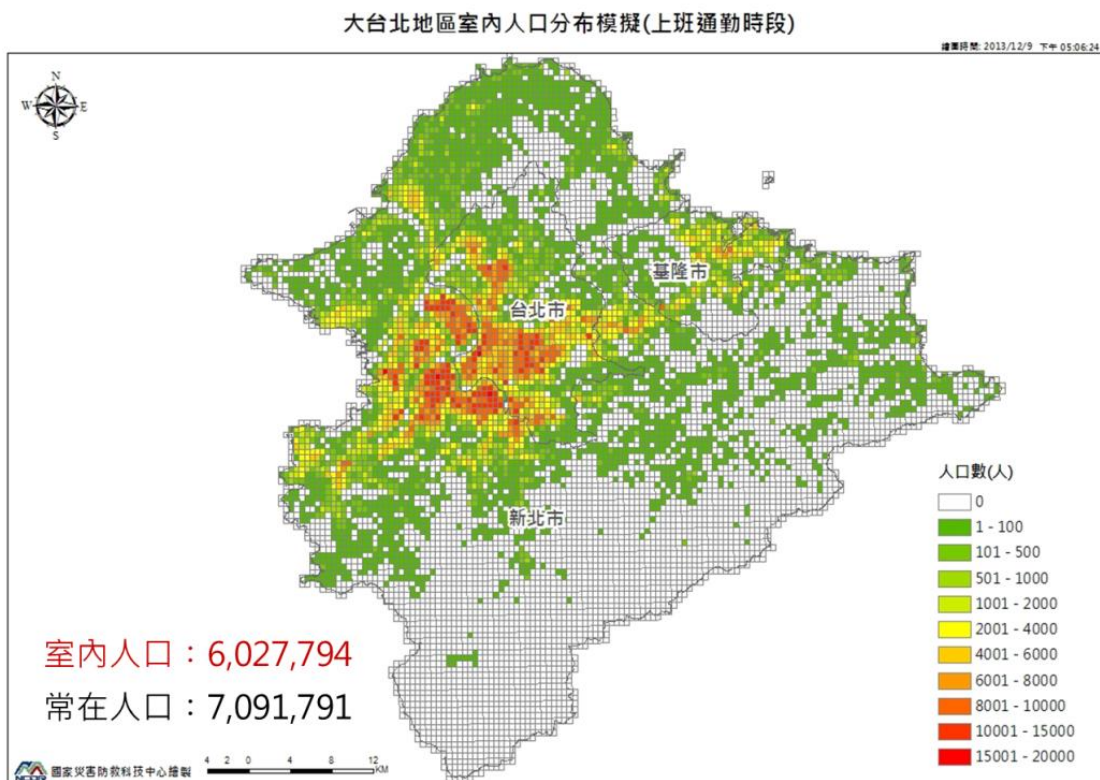 大台北地區室內人口分布模擬(上班通勤時段)
繪圖時間: 2013/12/9 下午 05:06:24
N
W E
S
基隆市
台北市
新北市
人口數(人)
0
1 - 100
101 - 500
501 - 1000
1001 - 2000
2001 - 4000
4001 - 6000
6001 - 8000
8001 - 10000
10001 - 15000
15001 - 20000
室內人口：6,027,794
常在人口：7,091,791
國家災害防救科技中心繪製
4 2 0 4 8 12
KM